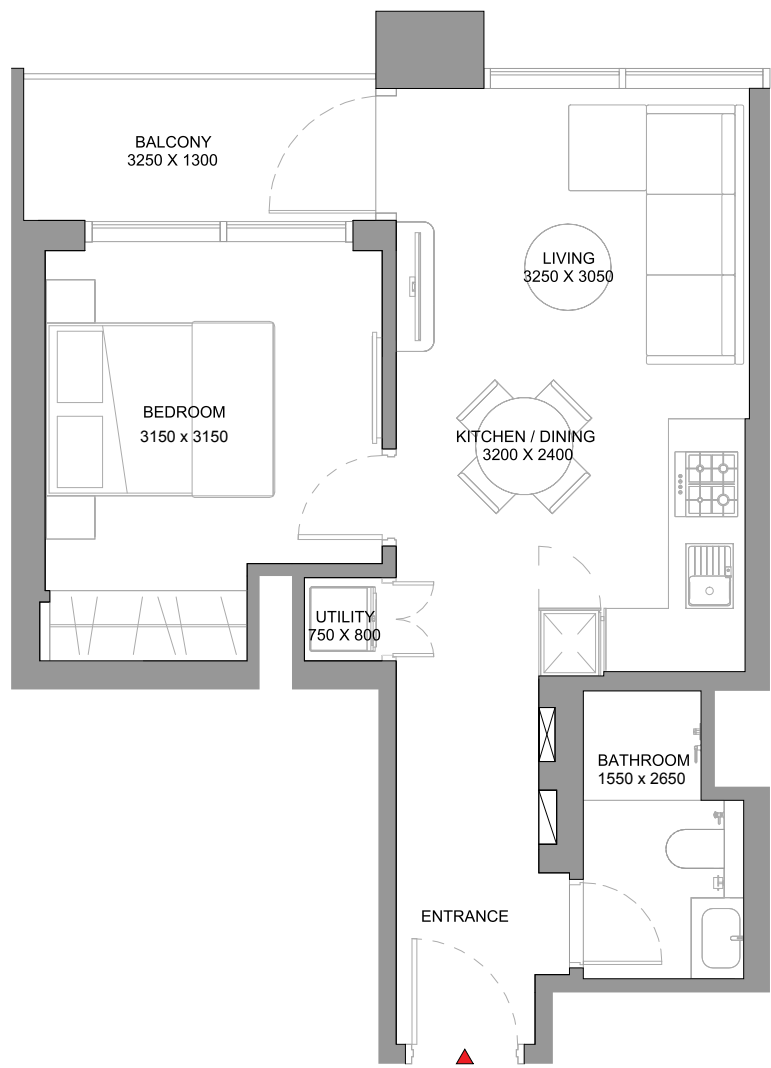 BALCONY
3250 X 1300
LIVING
3250 X 3050
BEDROOM
3150 x 3150
KITCHEN / DINING
3200 X 2400
UTILITY
750 X 800
BATHROOM
1550 x 2650
ENTRANCE